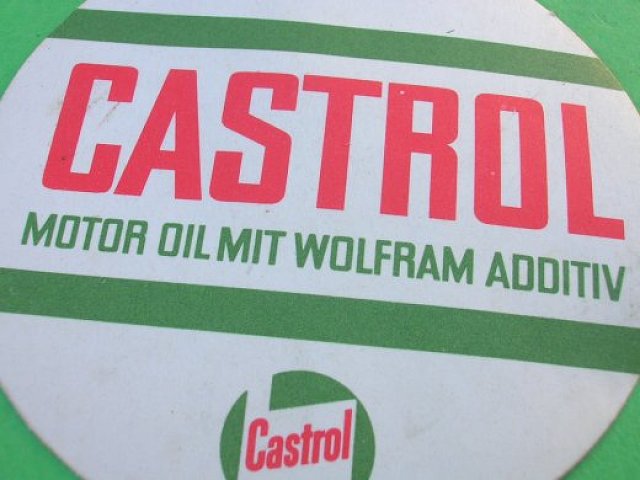 CASTROL
MOTOR OIL MIT WOLFRAM ADDITIV
Castrol